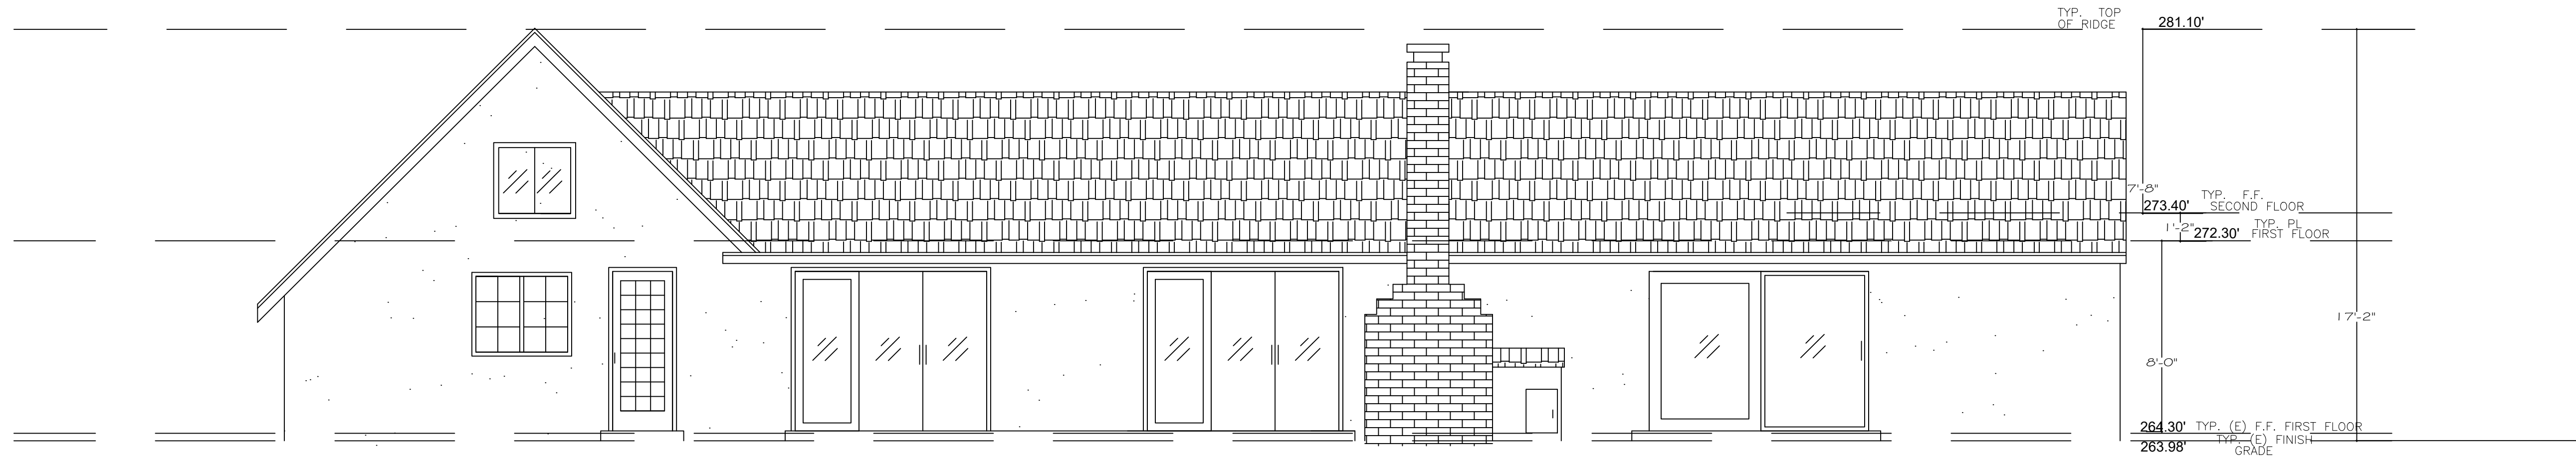 TYP. TOP
OF RIDGE
281.10'
7'-8"
TYP. F.F.
SECOND FLOOR
273.40'
1'-2"
TYP. PL
FIRST FLOOR
272.30'
17'-2"
8'-0"
264.30' TYP. (E) F.F. FIRST FLOOR
TYP. (E) FINISH
GRADE
263.98'